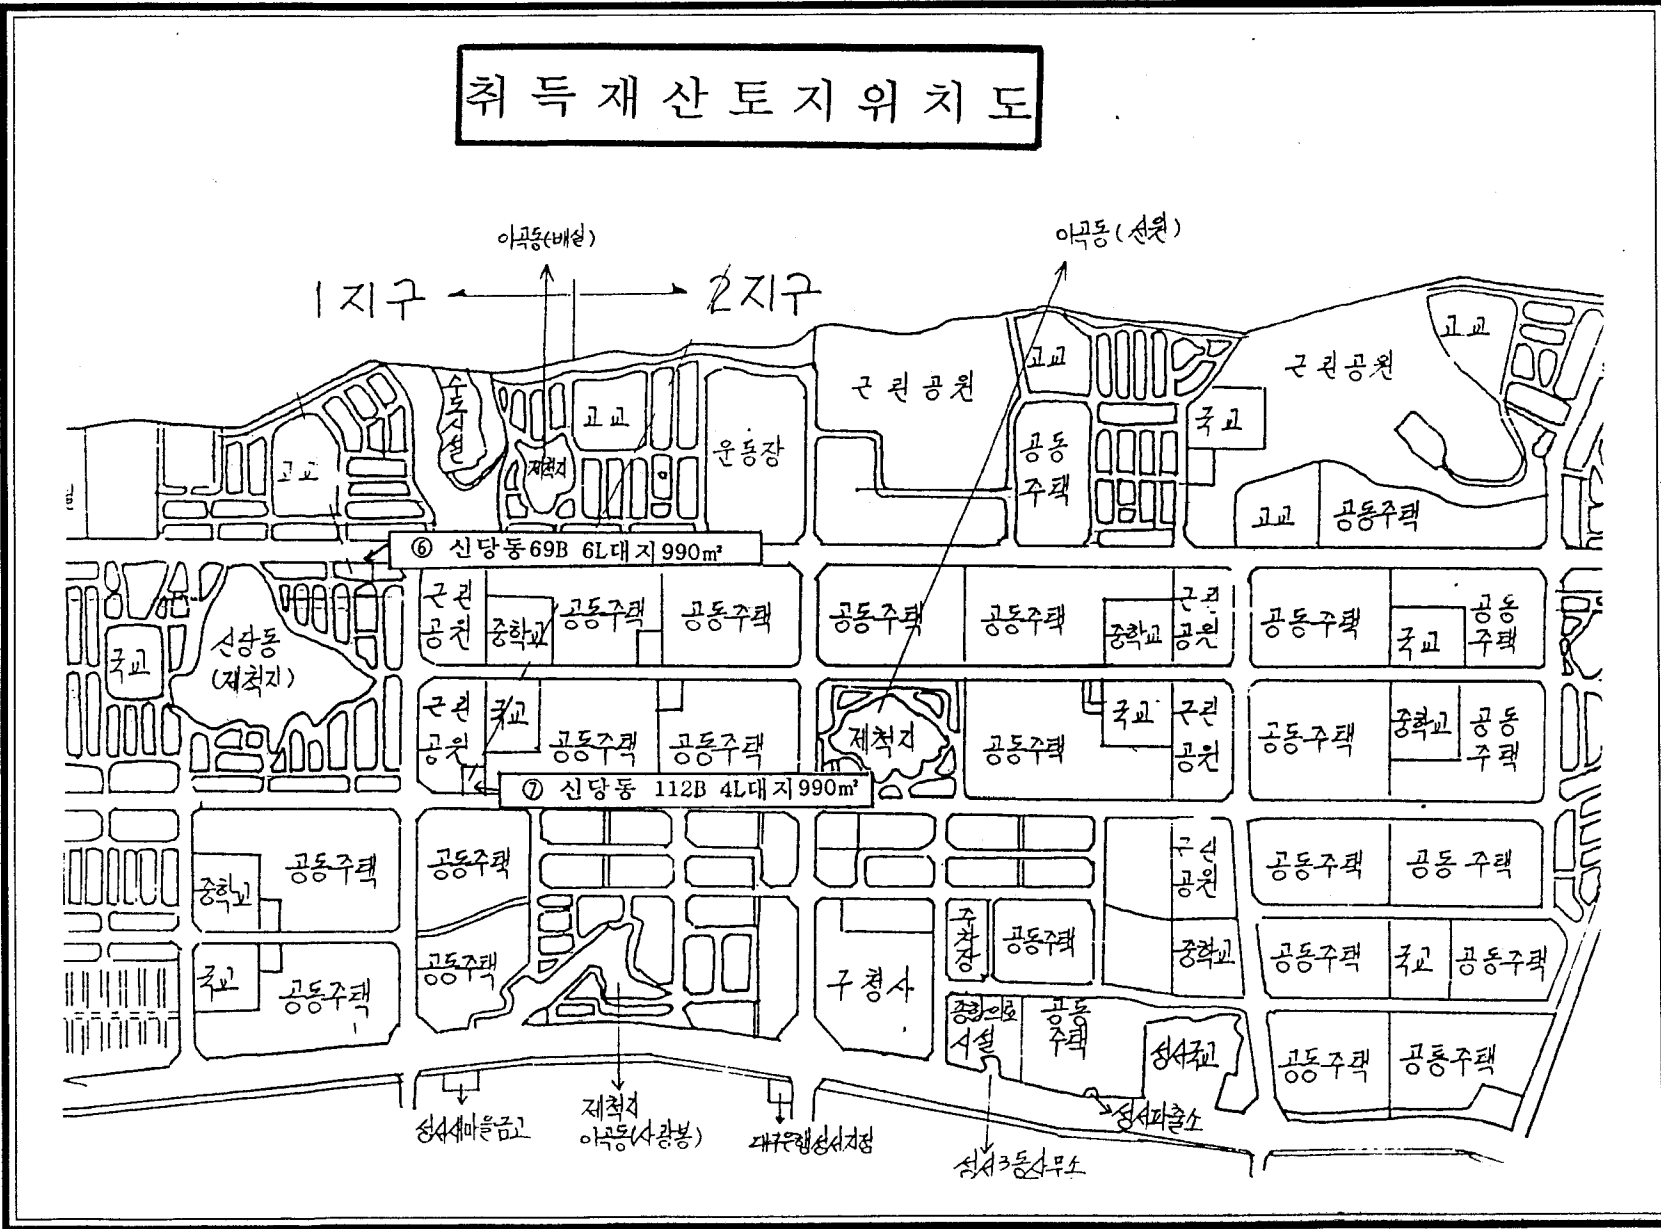 취득재산토지위치도
이곡동(배실)
이곡동(선원)
1지구
2지구
고교
수도시설
고교
제척지
고교
운동장
근린공원
고교
공동
주택
국교
근린공원
고교
고교
공동주택
⑥ 신당동69B 6L대지990㎡
국교
신당동
(제척지)
근린
공원
중학교
공동주택
공동주택
공동주택
공동주택
중학교
근린
공원
공동주택
국교
공동
주택
근린
공원
국교
공동주택
공동주택
제척지
공동주택
국교
근린
공원
공동주택
중학교
공동
주택
⑦ 신당동 112B 4L대지990㎡
중학교
공동주택
공동주택
근린
공원
공동주택
공동주택
국교
공동주택
공동주택
구청사
주차장
공동주택
중학교
공동주택
국교
공동주택
종합의료
시설
공동
주택
성서국교
공동주택
공동주택
성서새마을금고
제척지
이곡동(사광봉)
대구은행성서지점
성서파출소
성서3동사무소